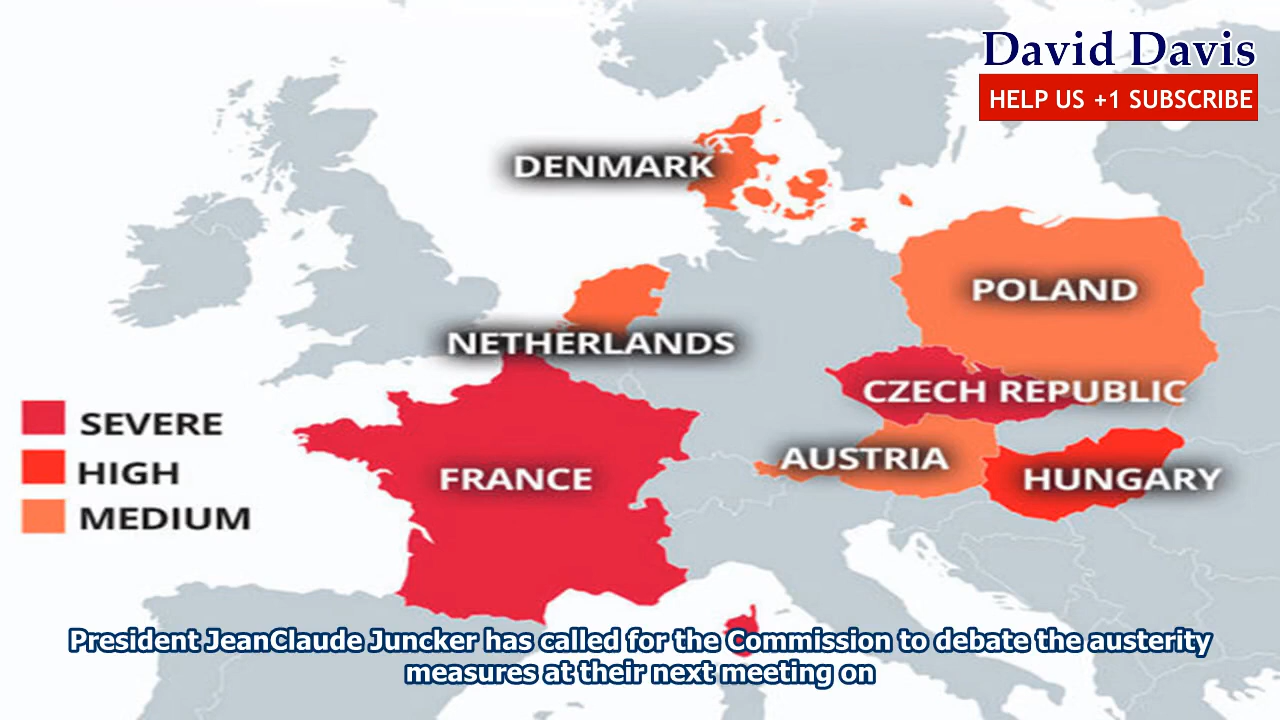 David Davis
HELP US +1 SUBSCRIBE
DENMARK
POLAND
NETHERLANDS
CZECH REPUBLIC
SEVERE
HIGH
MEDIUM
FRANCE
AUSTRIA
HUNGARY
President JeanClaude Juncker has called for the Commission to debate the austerity
measures at their next meeting on